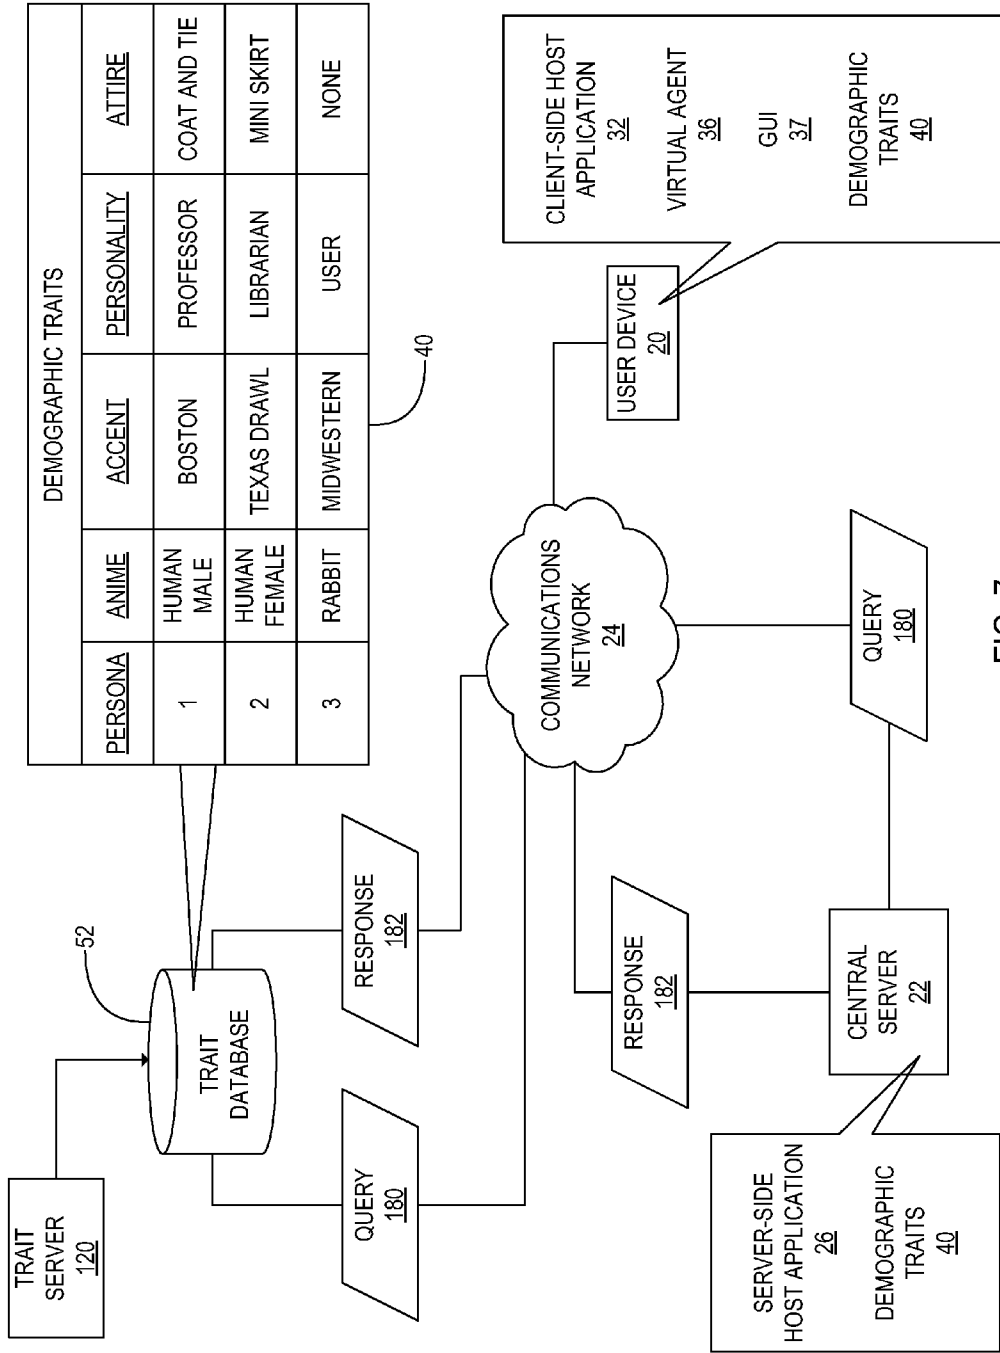 TRAIT
SERVER
120
52
TRAIT
DATABASE
DEMOGRAPHIC TRAITS
PERSONA ANIME ACCENT PERSONALITY ATTIRE
1 HUMAN MALE BOSTON PROFESSOR COAT AND TIE
2 HUMAN FEMALE TEXAS DRAWL LIBRARIAN MINI SKIRT
3 RABBIT MIDWESTERN USER NONE
40
QUERY
180
RESPONSE
182
COMMUNICATIONS
NETWORK
24
USER DEVICE
20
CLIENT-SIDE HOST
APPLICATION
32
VIRTUAL AGENT
36
GUI
37
DEMOGRAPHIC
TRAITS
40
RESPONSE
182
QUERY
180
CENTRAL
SERVER
22
SERVER-SIDE
HOST APPLICATION
26
DEMOGRAPHIC
TRAITS
40
FIG. 7